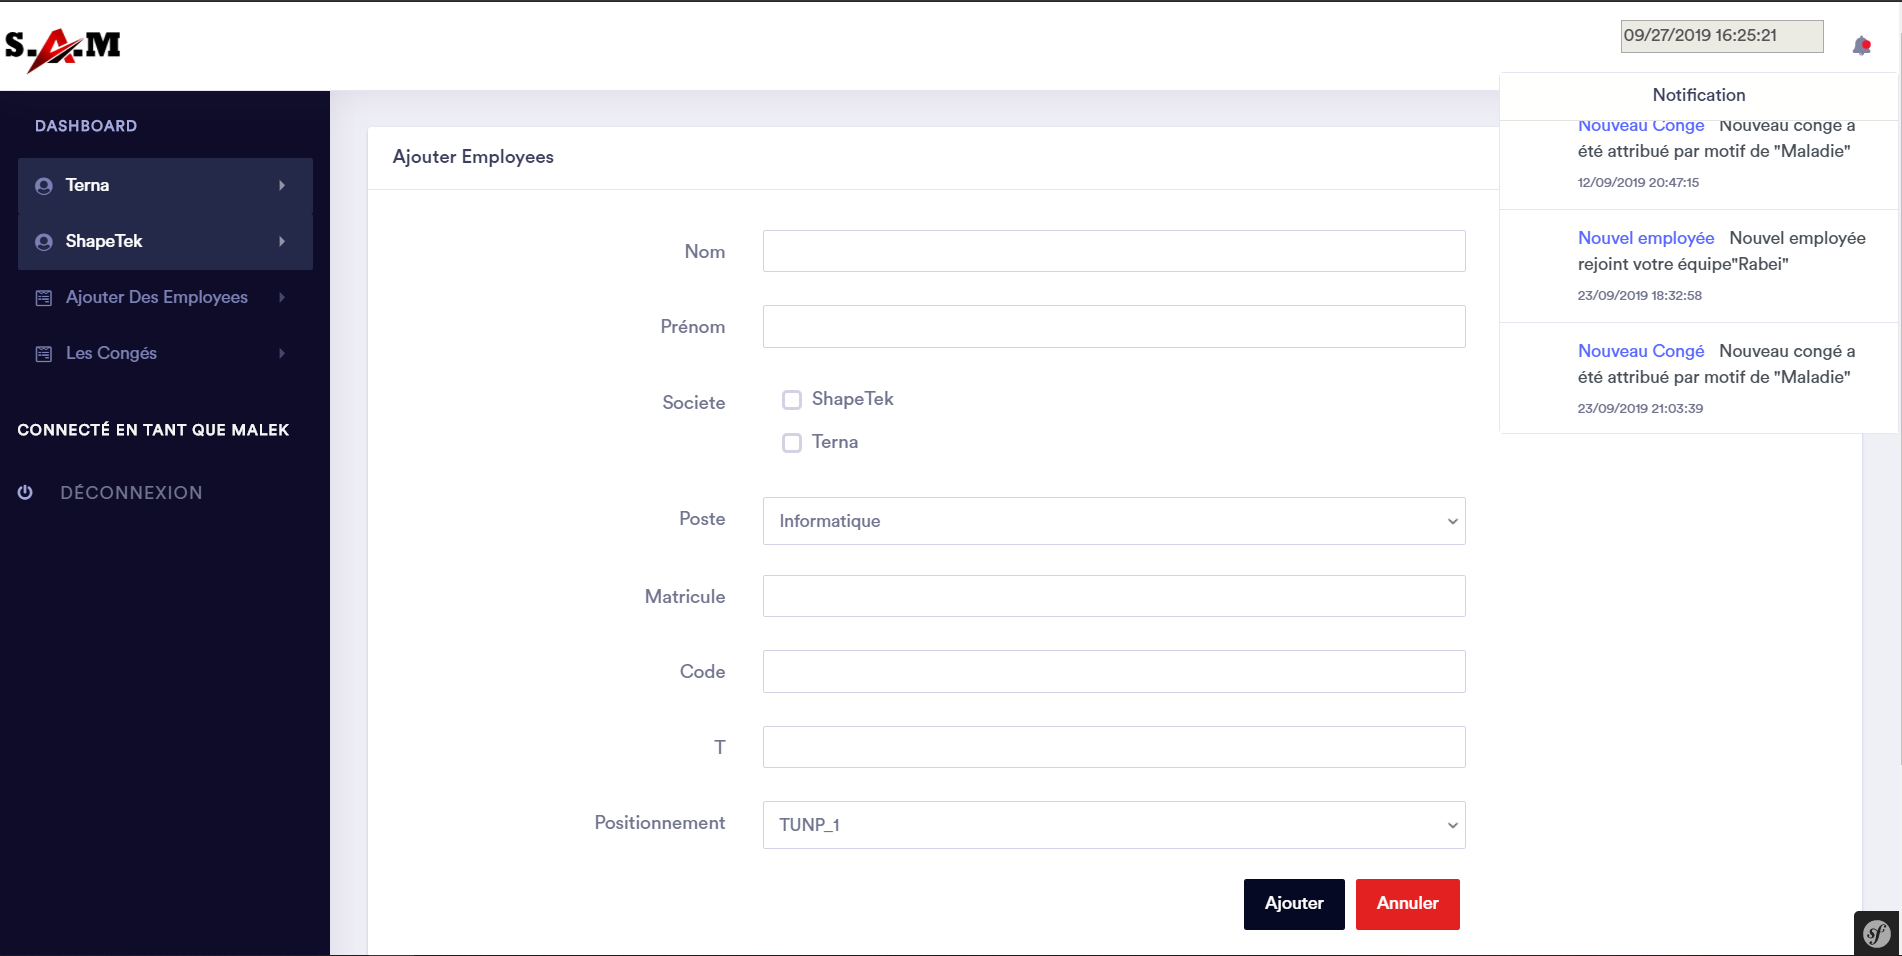 S.A.M
09/27/2019 16:25:21
Notification
Nouveau Congé Nouveau congé a
été attribué par motif de "Maladie"
12/09/2019 20:47:15
Nouvel employée Nouvel employée
rejoint votre équipe"Rabei"
23/09/2019 18:32:58
Nouveau Congé Nouveau congé a
été attribué par motif de "Maladie"
23/09/2019 21:03:39
DASHBOARD
Terna
ShapeTek
Ajouter Des Employees
Les Congés
CONNECTÉ EN TANT QUE MALEK
DÉCONNEXION
Ajouter Employees
Nom
Prénom
Societe
ShapeTek
Terna
Poste
Informatique
Matricule
Code
T
Positionnement
TUNP_1
Ajouter
Annuler
sf